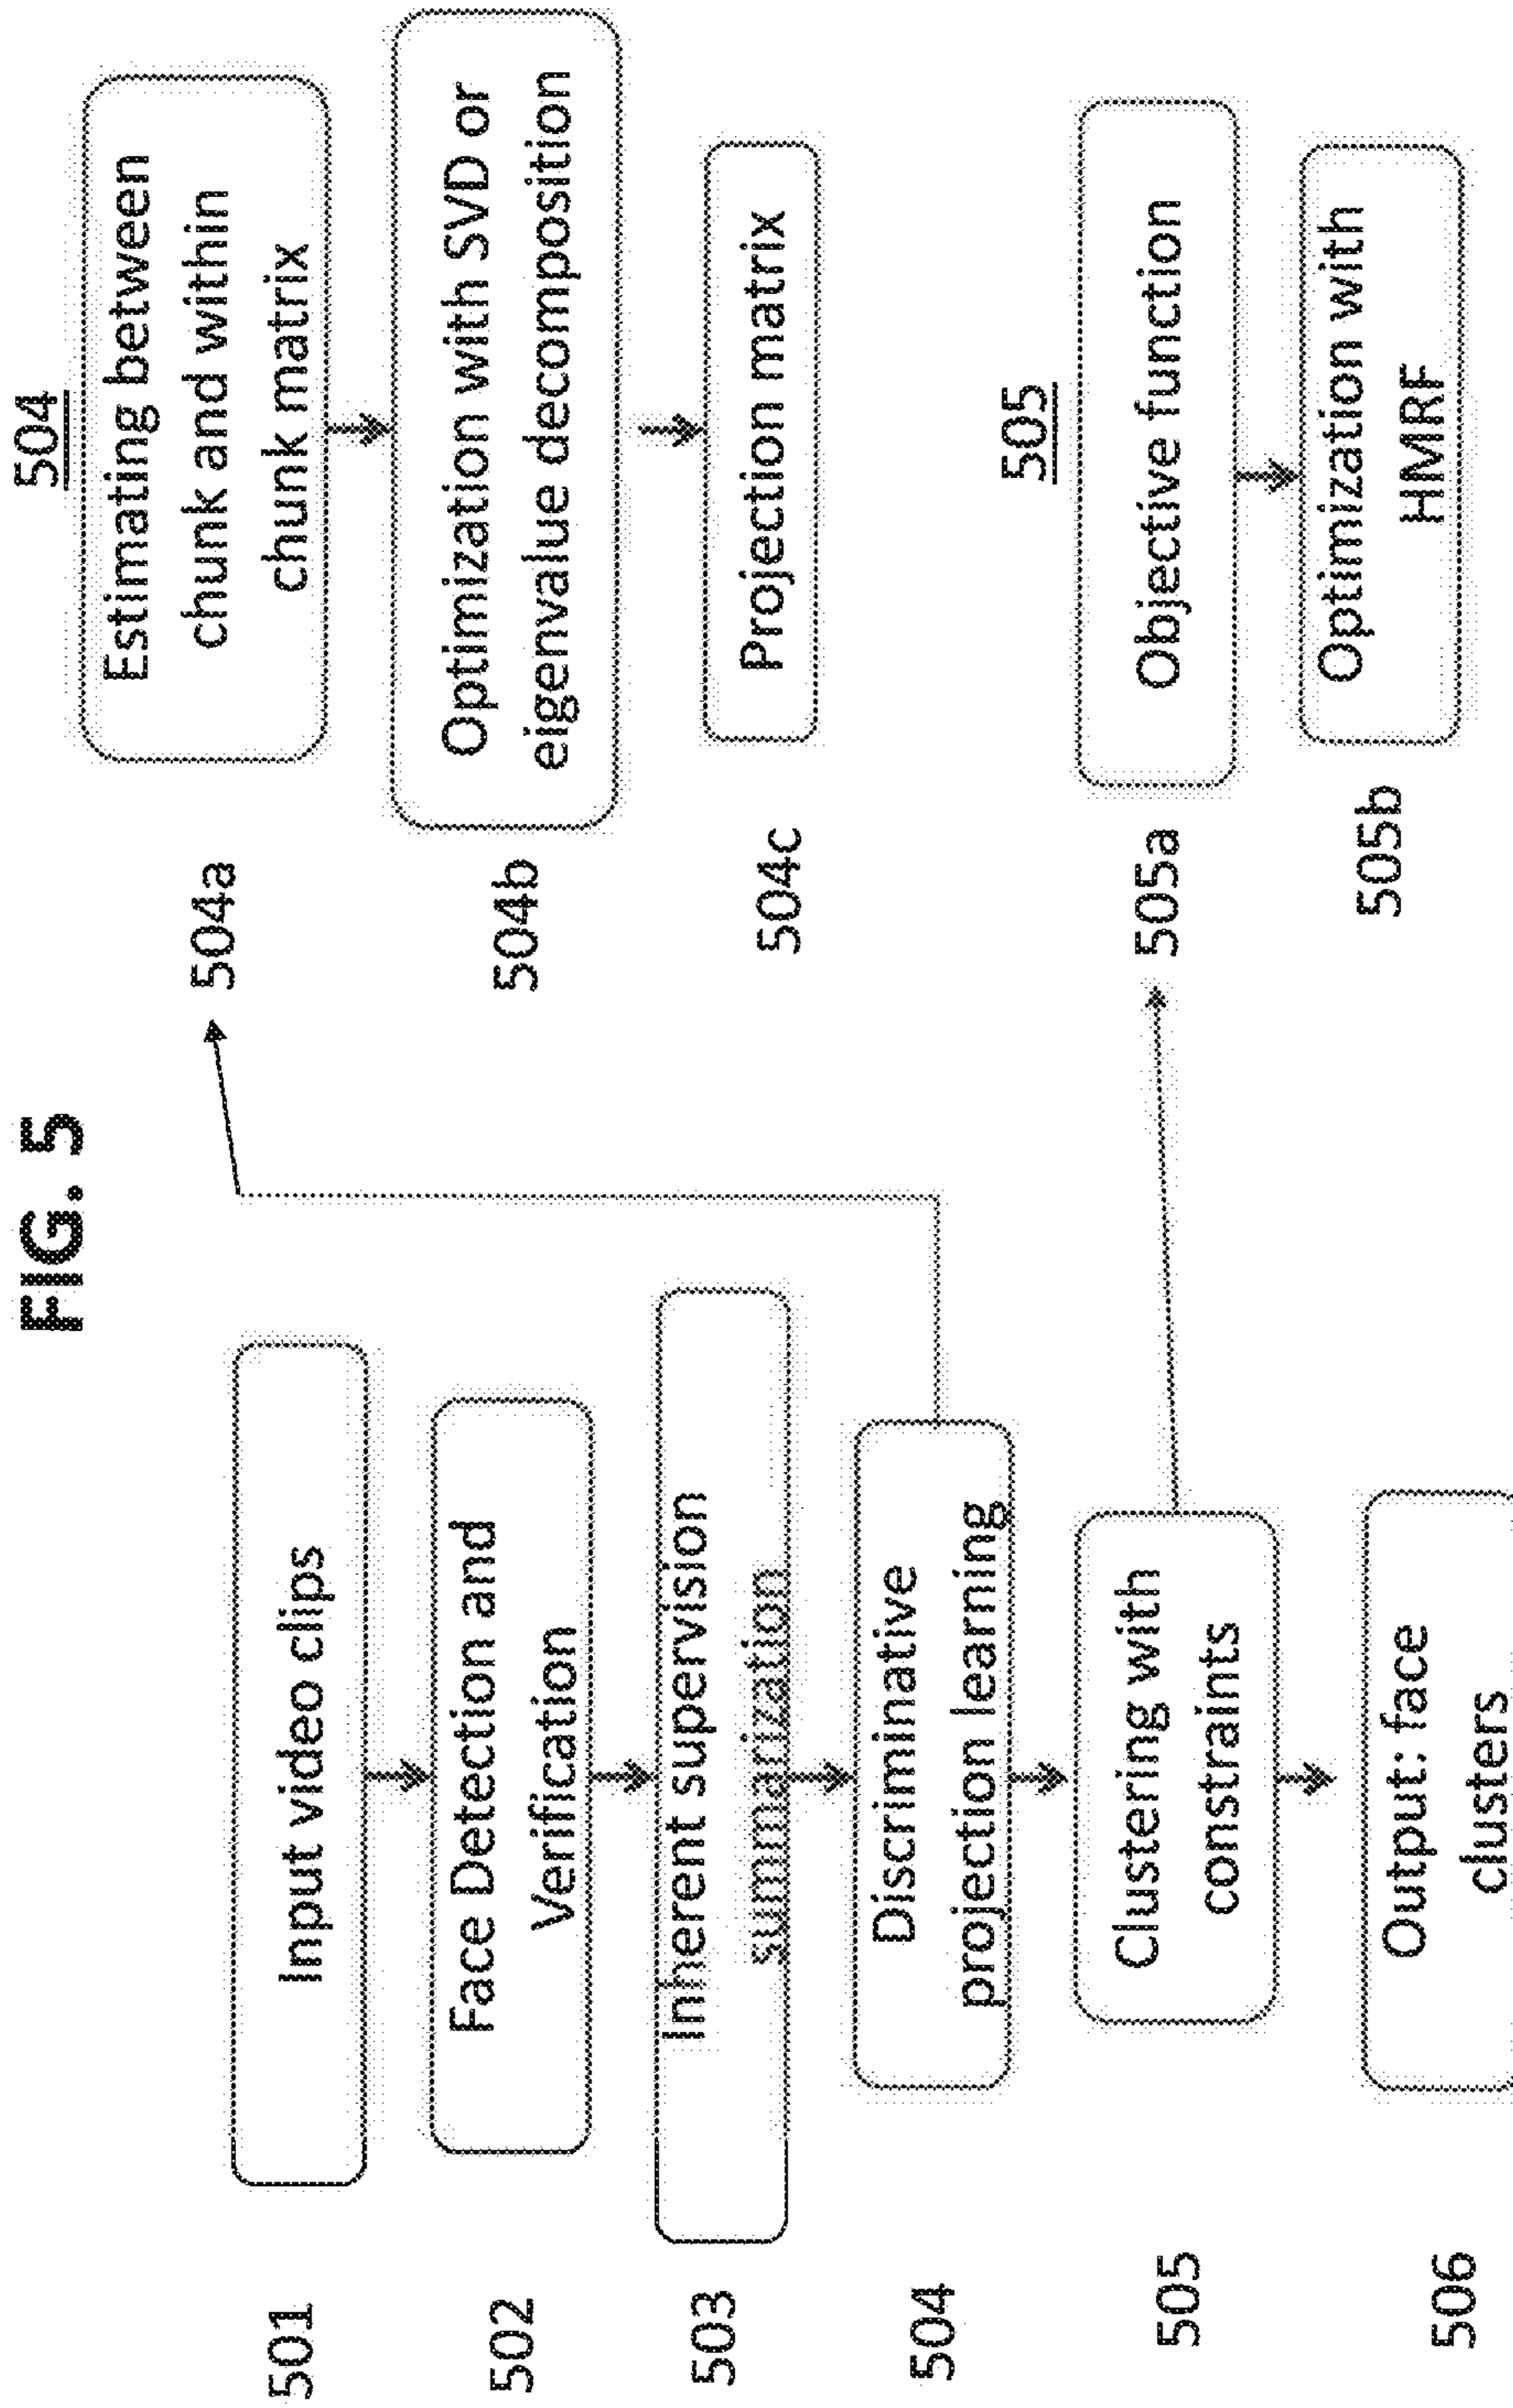 FIG. 5
501
Input video clips
502
Face Detection and
Verification
503
Inherent supervision
summarization
504
Discriminative
projection learning
505
Clustering with
constraints
506
Output: face
clusters
504
504a
Estimating between
chunk and within
chunk matrix
504b
Optimization with SVD or
eigenvalue decomposition
504c
Projection matrix
505
505a
Objective function
505b
Optimization with
HMRF